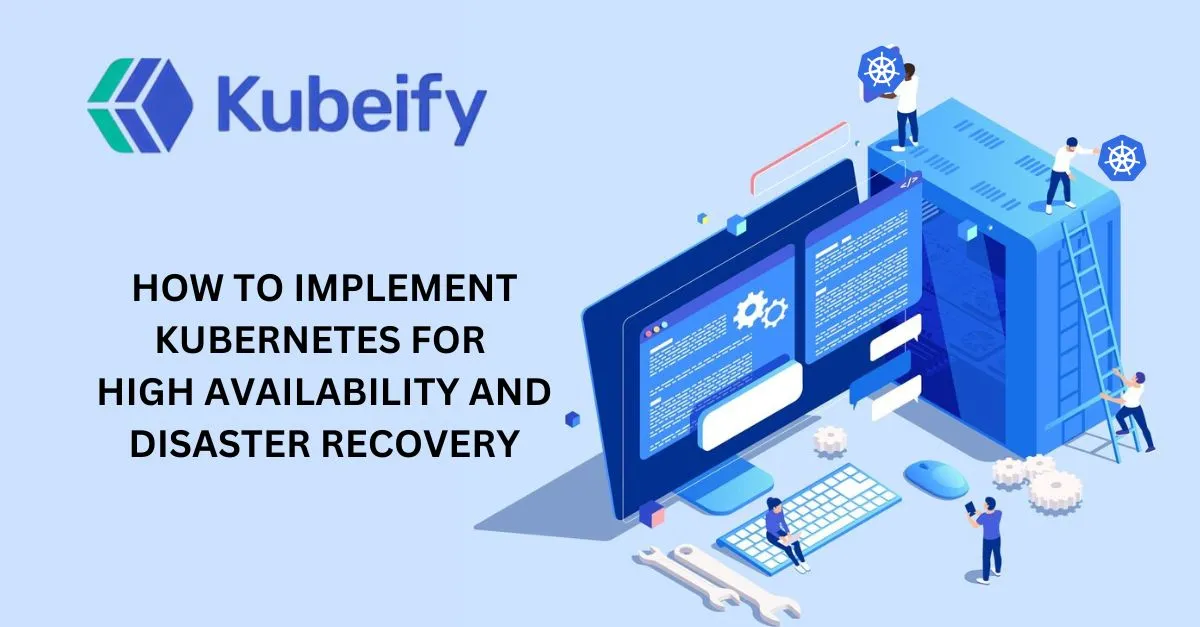 Kubeify
HOW TO IMPLEMENT
KUBERNETES FOR
HIGH AVAILABILITY AND
DISASTER RECOVERY
</>